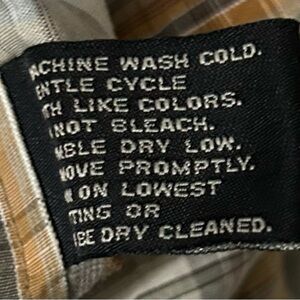 ACHINE WASH COLD.
ENTLE CYCLE
TH LIKE COLORS.
NOT BLEACH.
MBLE DRY LOW.
MOVE PROMPTLY.
N ON LOWEST
TING OR
BE DRY CLEANED.